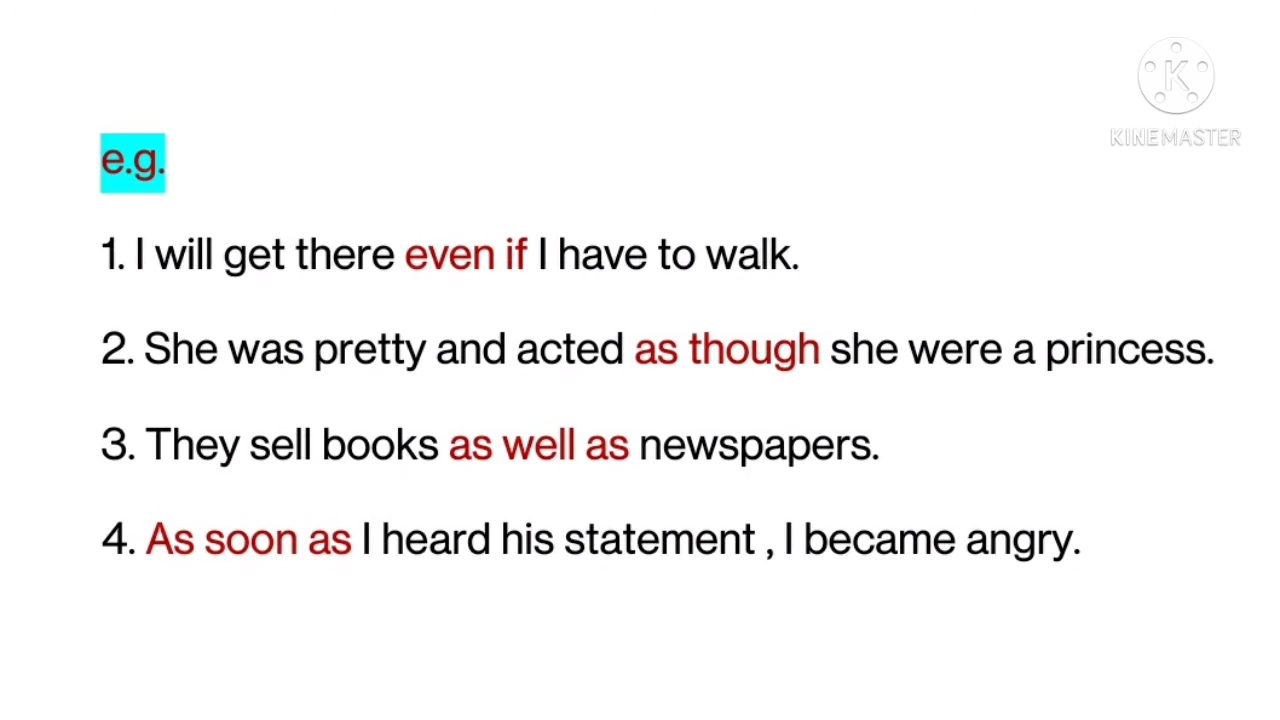 KINEMASTER
e.g.
1. I will get there even if I have to walk.
2. She was pretty and acted as though she were a princess.
3. They sell books as well as newspapers.
4. As soon as I heard his statement , I became angry.